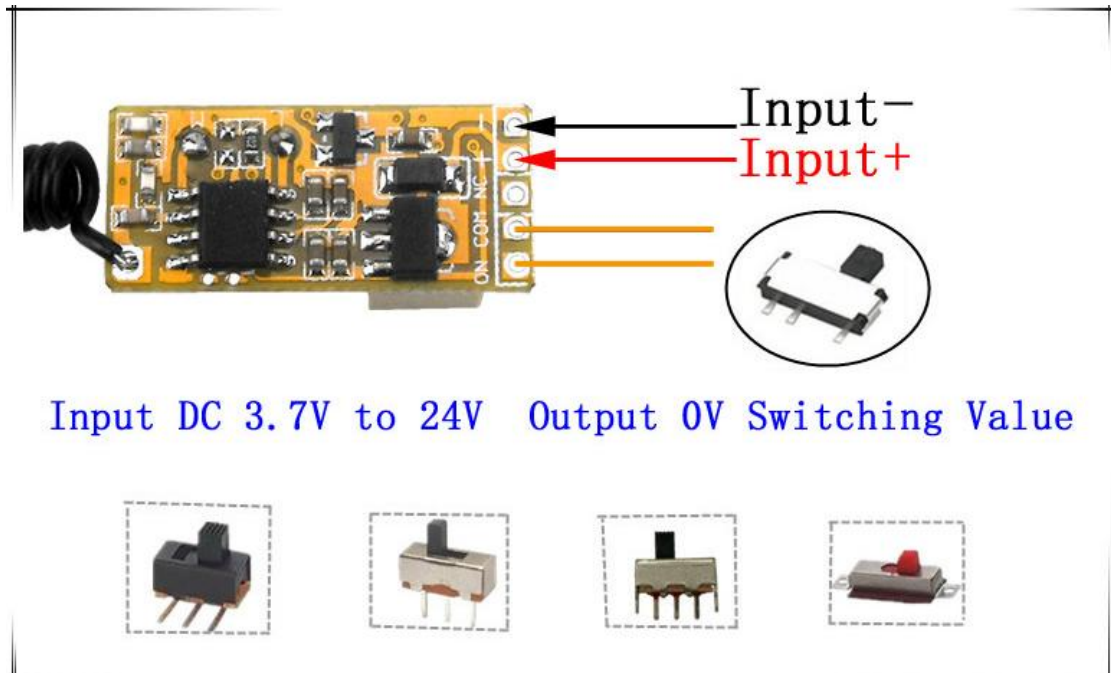 Input-
Input+
- + NC COM ON
Input DC 3.7V to 24V Output 0V Switching Value